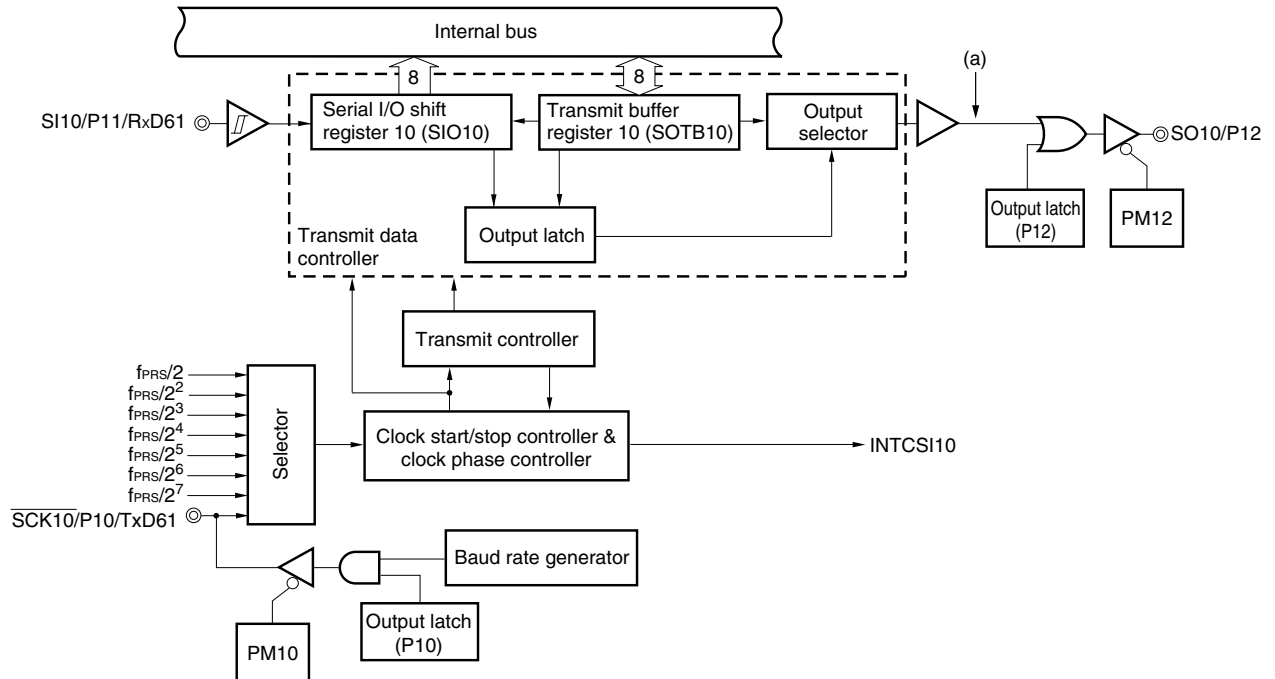 Internal bus
8
8
(a)
SI10/P11/RxD61
Serial I/O shift
register 10 (SIO10)
Transmit buffer
register 10 (SOTB10)
Output
selector
SO10/P12
Output latch
(P12)
PM12
Output latch
Transmit data
controller
Transmit controller
fPRS/2
fPRS/2²
fPRS/2³
fPRS/2⁴
fPRS/2⁵
fPRS/2⁶
fPRS/2⁷
Selector
Clock start/stop controller &
clock phase controller
INTCSI10
S̅C̅K̅1̅0̅/P10/TxD61
Baud rate generator
Output latch
(P10)
PM10